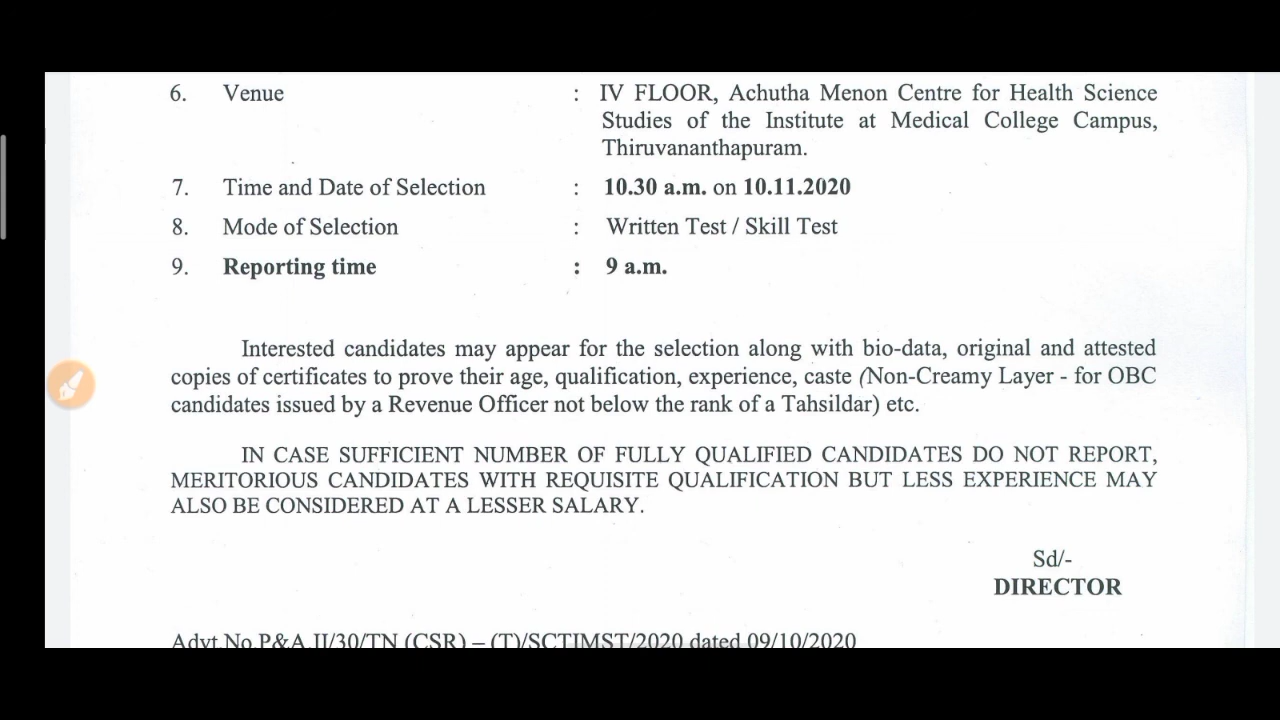 6. Venue : IV FLOOR, Achutha Menon Centre for Health Science
Studies of the Institute at Medical College Campus,
Thiruvananthapuram.
7. Time and Date of Selection : 10.30 a.m. on 10.11.2020
8. Mode of Selection : Written Test / Skill Test
9. Reporting time : 9 a.m.
Interested candidates may appear for the selection along with bio-data, original and attested
copies of certificates to prove their age, qualification, experience, caste (Non-Creamy Layer - for OBC
candidates issued by a Revenue Officer not below the rank of a Tahsildar) etc.
IN CASE SUFFICIENT NUMBER OF FULLY QUALIFIED CANDIDATES DO NOT REPORT,
MERITORIOUS CANDIDATES WITH REQUISITE QUALIFICATION BUT LESS EXPERIENCE MAY
ALSO BE CONSIDERED AT A LESSER SALARY.
Sd/-
DIRECTOR
Advt.No.P&A.II/30/TN (CSR) – (T)/SCTIMST/2020 dated 09/10/2020